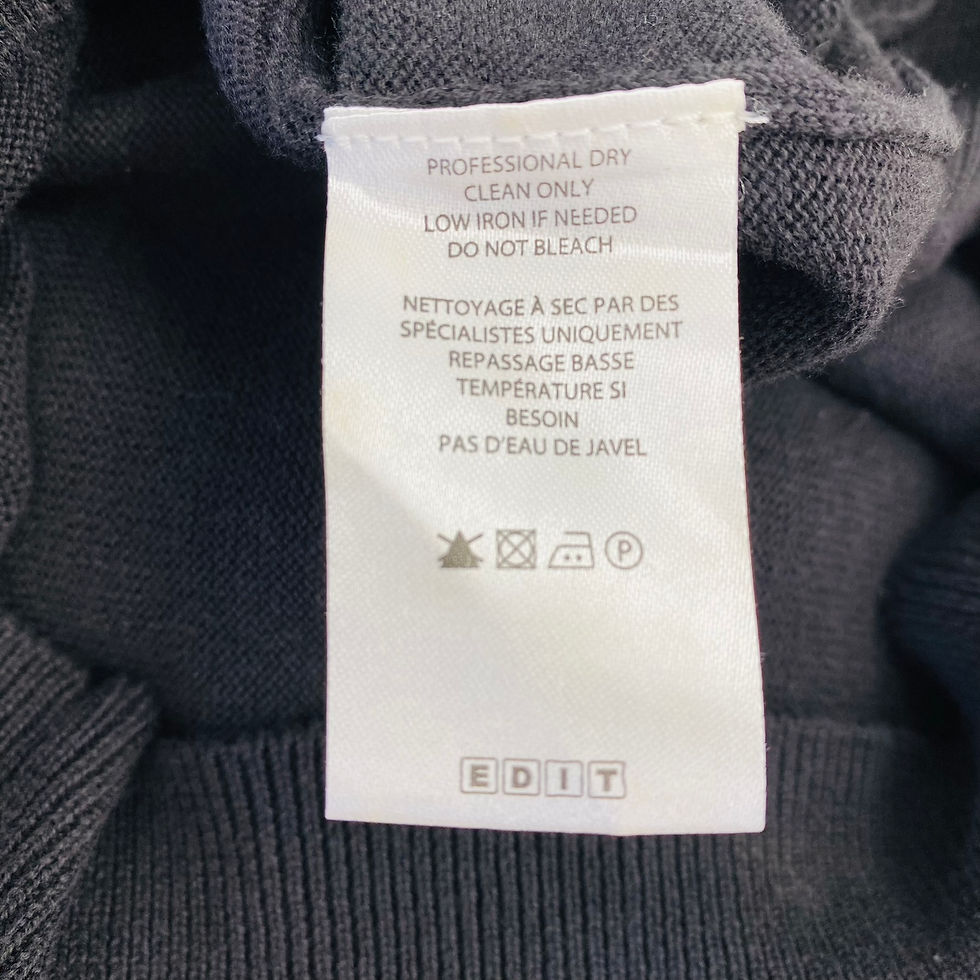 PROFESSIONAL DRY
CLEAN ONLY
LOW IRON IF NEEDED
DO NOT BLEACH
NETTOYAGE À SEC PAR DES
SPÉCIALISTES UNIQUEMENT
REPASSAGE BASSE
TEMPÉRATURE SI
BESOIN
PAS D'EAU DE JAVEL
P
EDIT